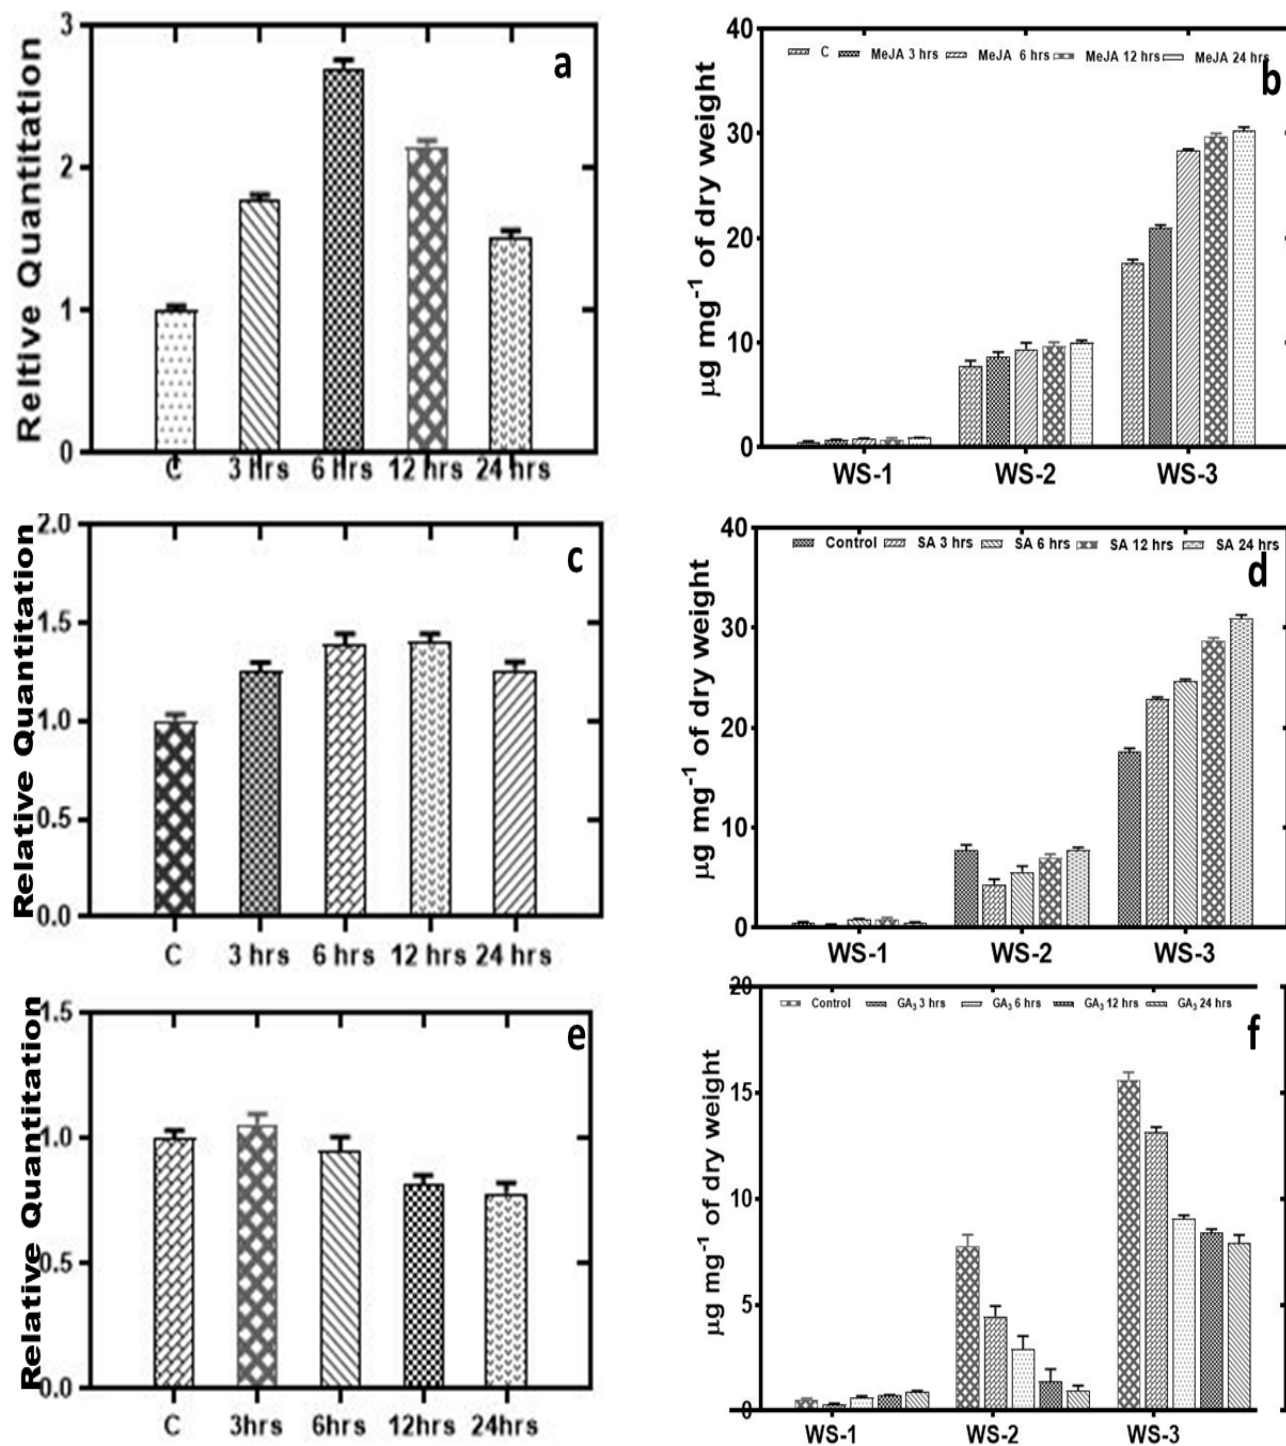 Reltive Quantitation
3
2
1
0
C 3 hrs 6 hrs 12 hrs 24 hrs
a
µg mg⁻¹ of dry weight
40
30
20
10
0
C MeJA 3 hrs MeJA 6 hrs MeJA 12 hrs MeJA 24 hrs
b
WS-1 WS-2 WS-3
Relative Quantitation
2.0
1.5
1.0
0.5
0.0
C 3 hrs 6 hrs 12 hrs 24 hrs
c
µg mg⁻¹ of dry weight
40
30
20
10
0
Control SA 3 hrs SA 6 hrs SA 12 hrs SA 24 hrs
d
WS-1 WS-2 WS-3
Relative Quantitation
1.5
1.0
0.5
0.0
C 3hrs 6hrs 12hrs 24hrs
e
µg mg⁻¹ of dry weight
20
15
10
5
0
Control GA₃ 3 hrs GA₃ 6 hrs GA₃ 12 hrs GA₃ 24 hrs
f
WS-1 WS-2 WS-3